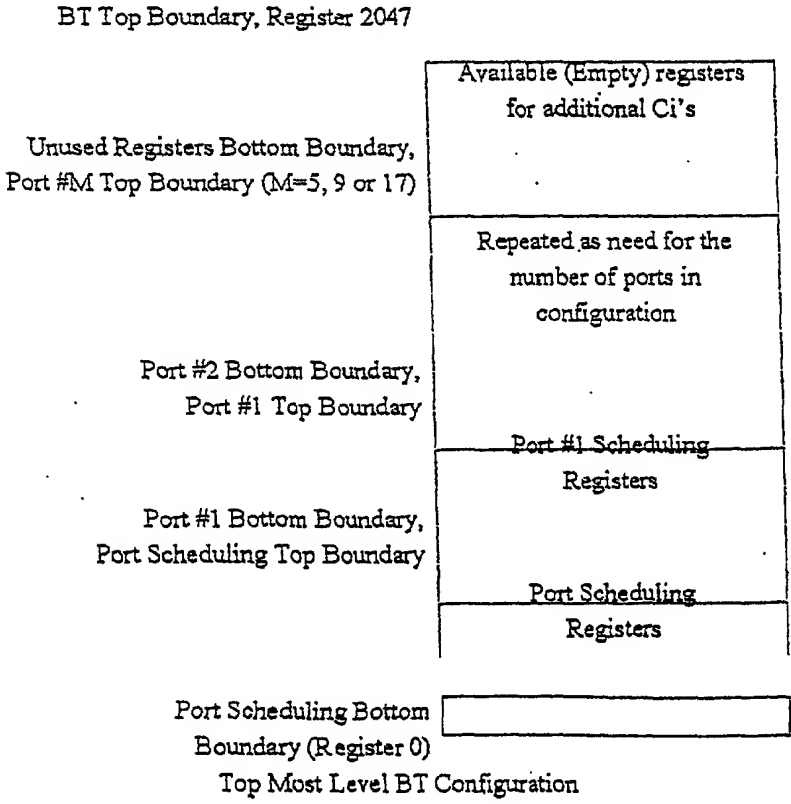 BT Top Boundary, Register 2047
Available (Empty) registers
for additional Ci's
Unused Registers Bottom Boundary,
Port #M Top Boundary (M=5, 9 or 17)
Repeated as need for the
number of ports in
configuration
Port #2 Bottom Boundary,
Port #1 Top Boundary
Port #1 Scheduling
Registers
Port #1 Bottom Boundary,
Port Scheduling Top Boundary
Port Scheduling
Registers
Port Scheduling Bottom
Boundary (Register 0)
Top Most Level BT Configuration